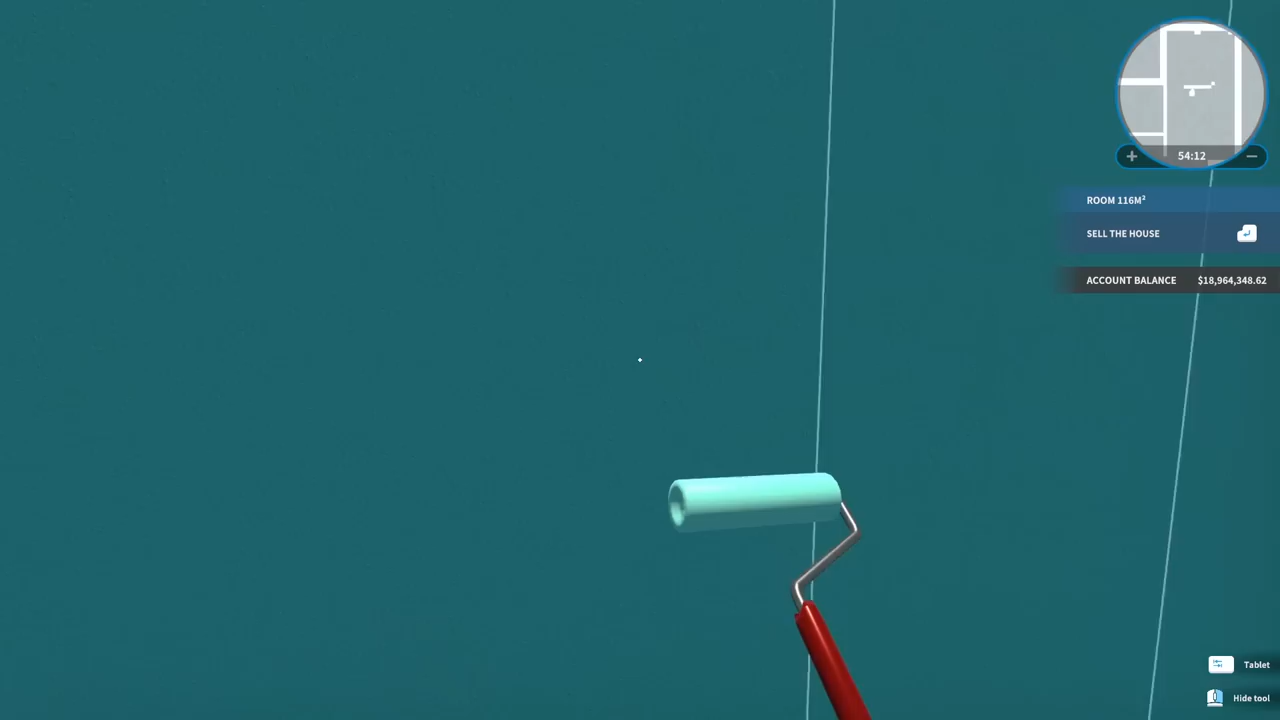 54:12
ROOM 116M²
SELL THE HOUSE
ACCOUNT BALANCE $18,964,348.62
Tablet
Hide tool